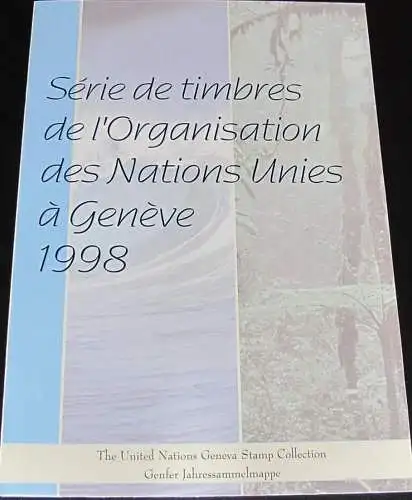 Série de timbres
de l'Organisation
des Nations Unies
à Genève
1998
The United Nations Geneva Stamp Collection
Genfer Jahressammelmappe